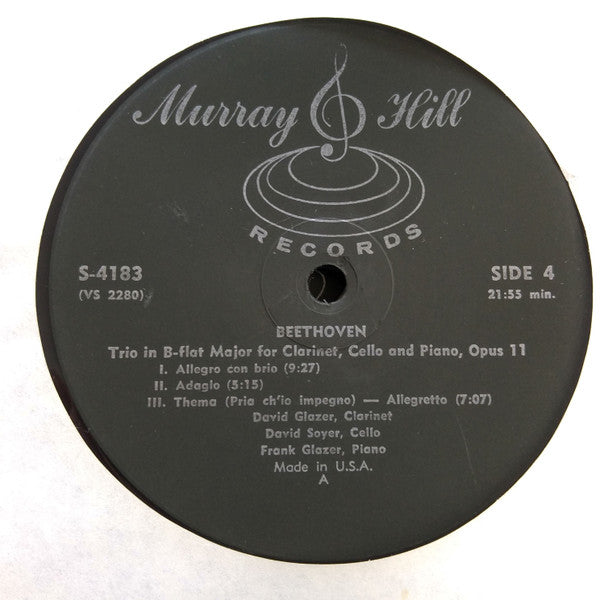 Murray Hill
RECORDS
S-4183
(VS 2280)
SIDE 4
21:55 min.
BEETHOVEN
Trio in B-flat Major for Clarinet, Cello and Piano, Opus 11
I. Allegro con brio (9:27)
II. Adagio (5:15)
III. Thema (Pria ch'io impegno) — Allegretto (7:07)
David Glazer, Clarinet
David Soyer, Cello
Frank Glazer, Piano
Made in U.S.A.
A